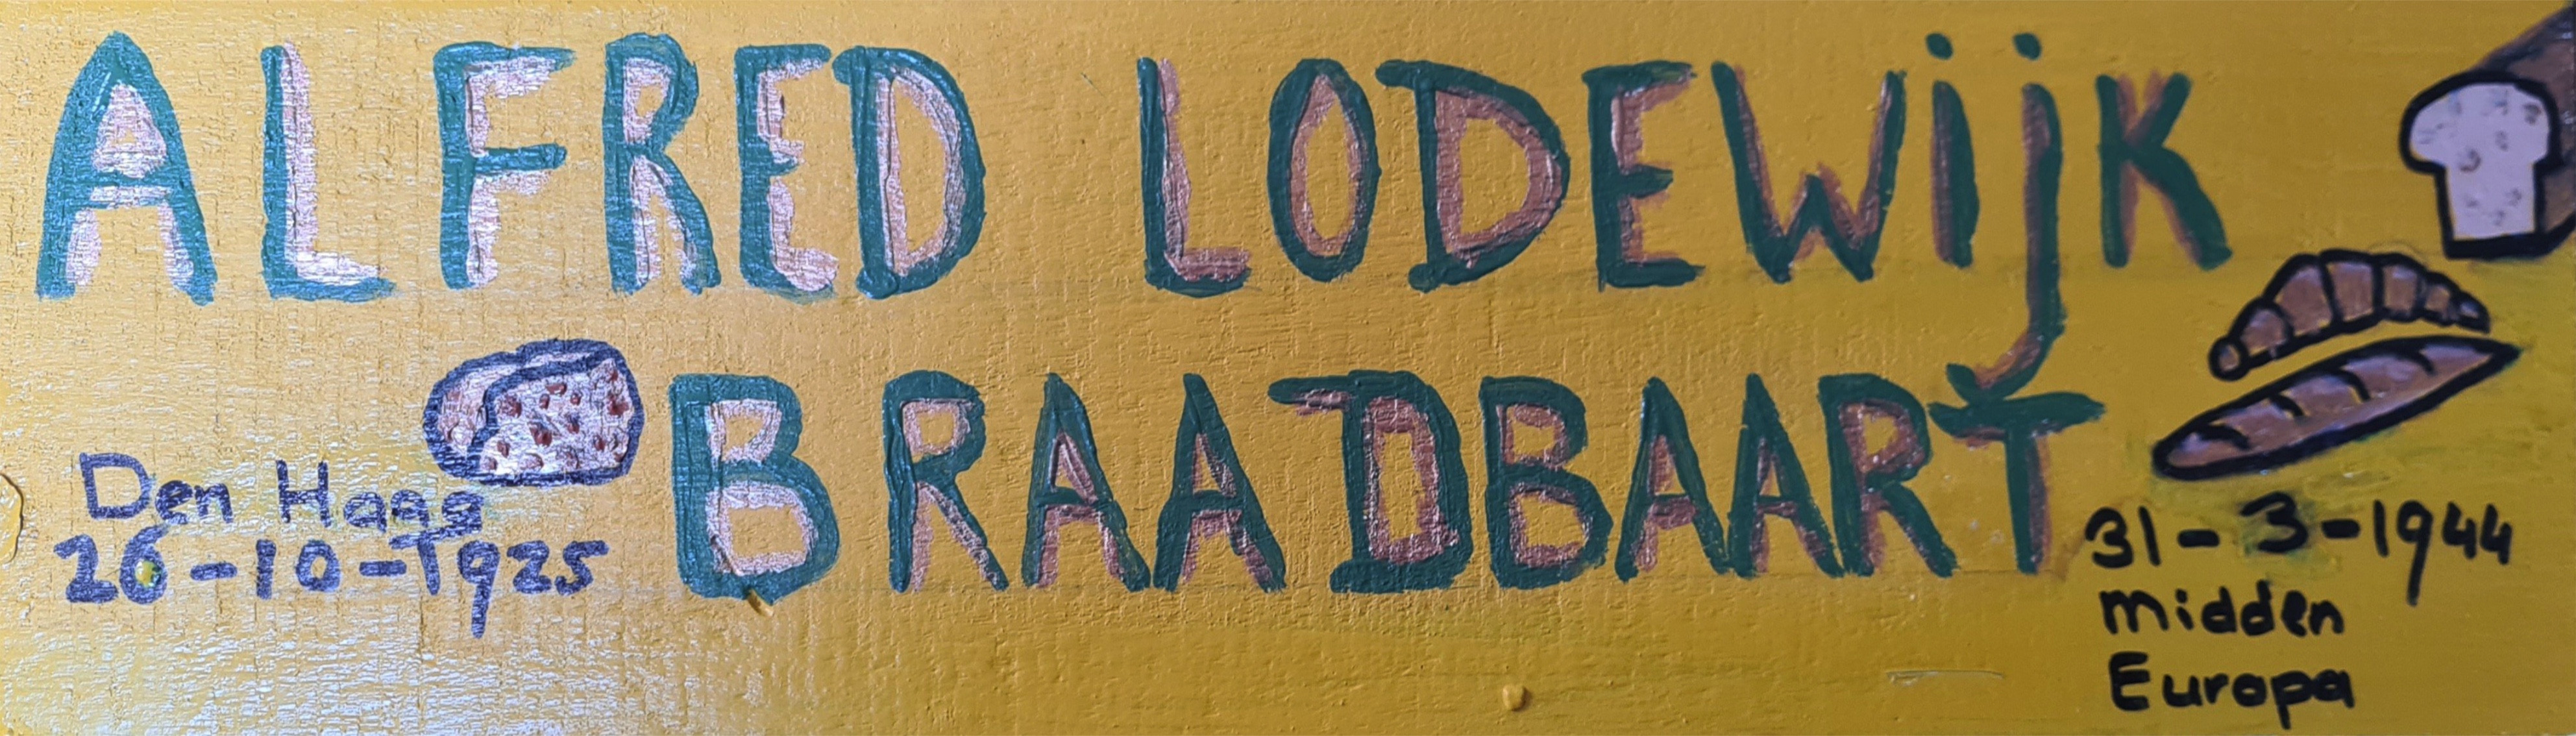 ALFRED LODEWijK
BRAADBAART
Den Haag
26-10-1925
31-3-1944
midden
Europa